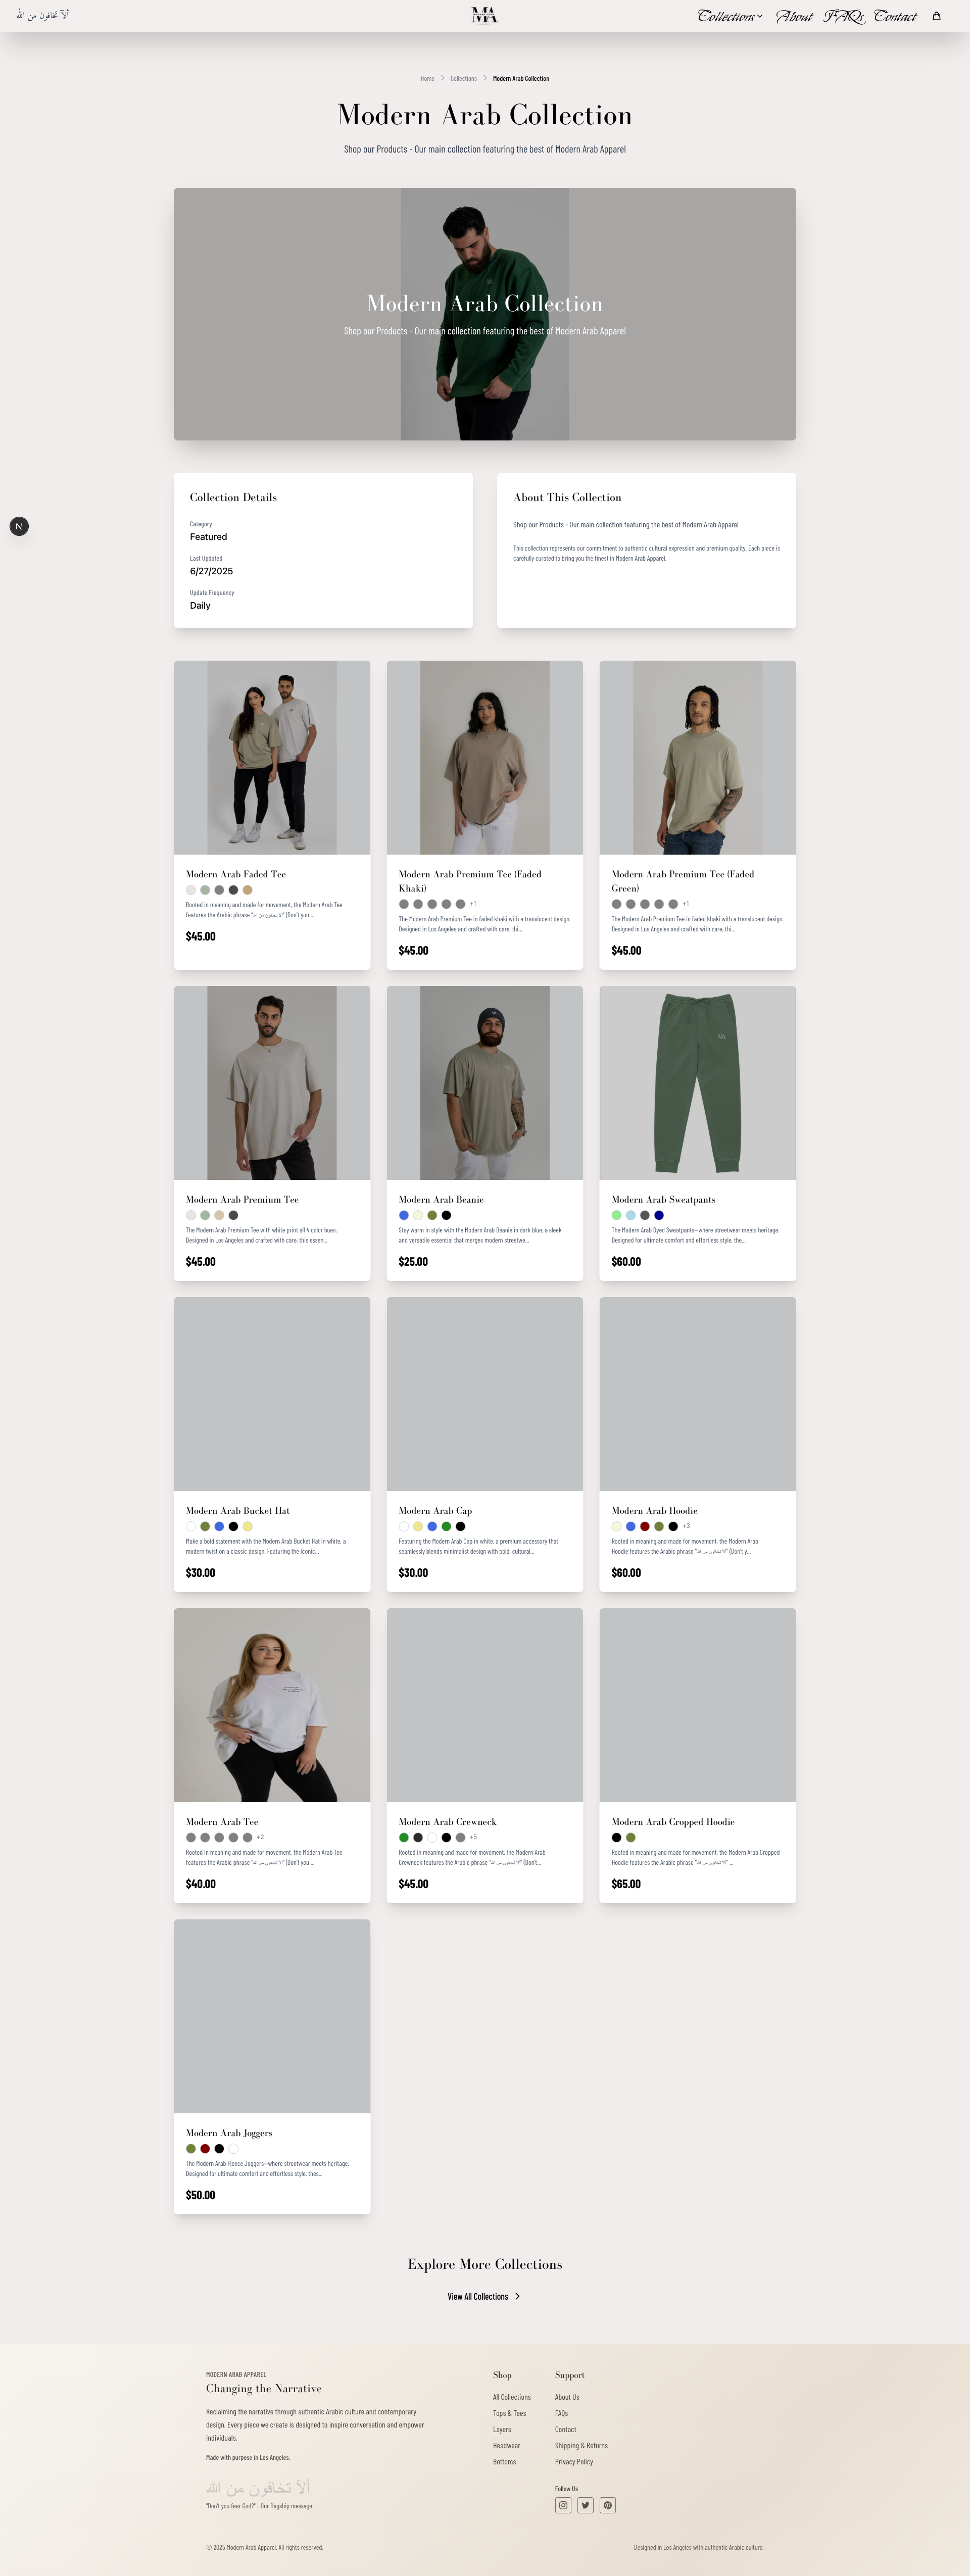 ألَا تخافون من الله
MA
Collections
About
FAQs
Contact
Home > Collections > Modern Arab Collection
Modern Arab Collection
Shop our Products - Our main collection featuring the best of Modern Arab Apparel
Modern Arab Collection
Shop our Products - Our main collection featuring the best of Modern Arab Apparel
Collection Details
Category
Featured
Last Updated
6/27/2025
Update Frequency
Daily
About This Collection
Shop our Products - Our main collection featuring the best of Modern Arab Apparel
This collection represents our commitment to authentic cultural expression and premium quality. Each piece is
carefully curated to bring you the finest in Modern Arab Apparel.
N
Modern Arab Faded Tee
Rooted in meaning and made for movement, the Modern Arab Tee
features the Arabic phrase "ألا تخافون من الله" (Don't you ...
$45.00
Modern Arab Premium Tee (Faded
Khaki)
+1
The Modern Arab Premium Tee in faded khaki with a translucent design.
Designed in Los Angeles and crafted with care, thi...
$45.00
Modern Arab Premium Tee (Faded
Green)
+1
The Modern Arab Premium Tee in faded khaki with a translucent design.
Designed in Los Angeles and crafted with care, thi...
$45.00
Modern Arab Premium Tee
The Modern Arab Premium Tee with white print all 4 color hues.
Designed in Los Angeles and crafted with care, this essen...
$45.00
Modern Arab Beanie
Stay warm in style with the Modern Arab Beanie in dark blue, a sleek
and versatile essential that merges modern streetwe...
$25.00
Modern Arab Sweatpants
The Modern Arab Dyed Sweatpants—where streetwear meets heritage.
Designed for ultimate comfort and effortless style, the...
$60.00
Modern Arab Bucket Hat
Make a bold statement with the Modern Arab Bucket Hat in white, a
modern twist on a classic design. Featuring the iconic...
$30.00
Modern Arab Cap
Featuring the Modern Arab Cap in white, a premium accessory that
seamlessly blends minimalist design with bold, cultural...
$30.00
Modern Arab Hoodie
+3
Rooted in meaning and made for movement, the Modern Arab
Hoodie features the Arabic phrase "ألا تخافون من الله" (Don't y...
$60.00
Modern Arab Tee
+2
Rooted in meaning and made for movement, the Modern Arab Tee
features the Arabic phrase "ألا تخافون من الله" (Don't you ...
$40.00
Modern Arab Crewneck
+5
Rooted in meaning and made for movement, the Modern Arab
Crewneck features the Arabic phrase "ألا تخافون من الله" (Don't...
$45.00
Modern Arab Cropped Hoodie
Rooted in meaning and made for movement, the Modern Arab Cropped
Hoodie features the Arabic phrase "ألا تخافون من الله" ...
$65.00
Modern Arab Joggers
The Modern Arab Fleece Joggers—where streetwear meets heritage.
Designed for ultimate comfort and effortless style, thes...
$50.00
Explore More Collections
View All Collections
MODERN ARAB APPAREL
Changing the Narrative
Reclaiming the narrative through authentic Arabic culture and contemporary
design. Every piece we create is designed to inspire conversation and empower
individuals.
Made with purpose in Los Angeles.
ألَا تخافون من الله
"Don't you fear God?" - Our flagship message
Shop
All Collections
Tops & Tees
Layers
Headwear
Bottoms
Support
About Us
FAQs
Contact
Shipping & Returns
Privacy Policy
Follow Us
© 2025 Modern Arab Apparel. All rights reserved.
Designed in Los Angeles with authentic Arabic culture.